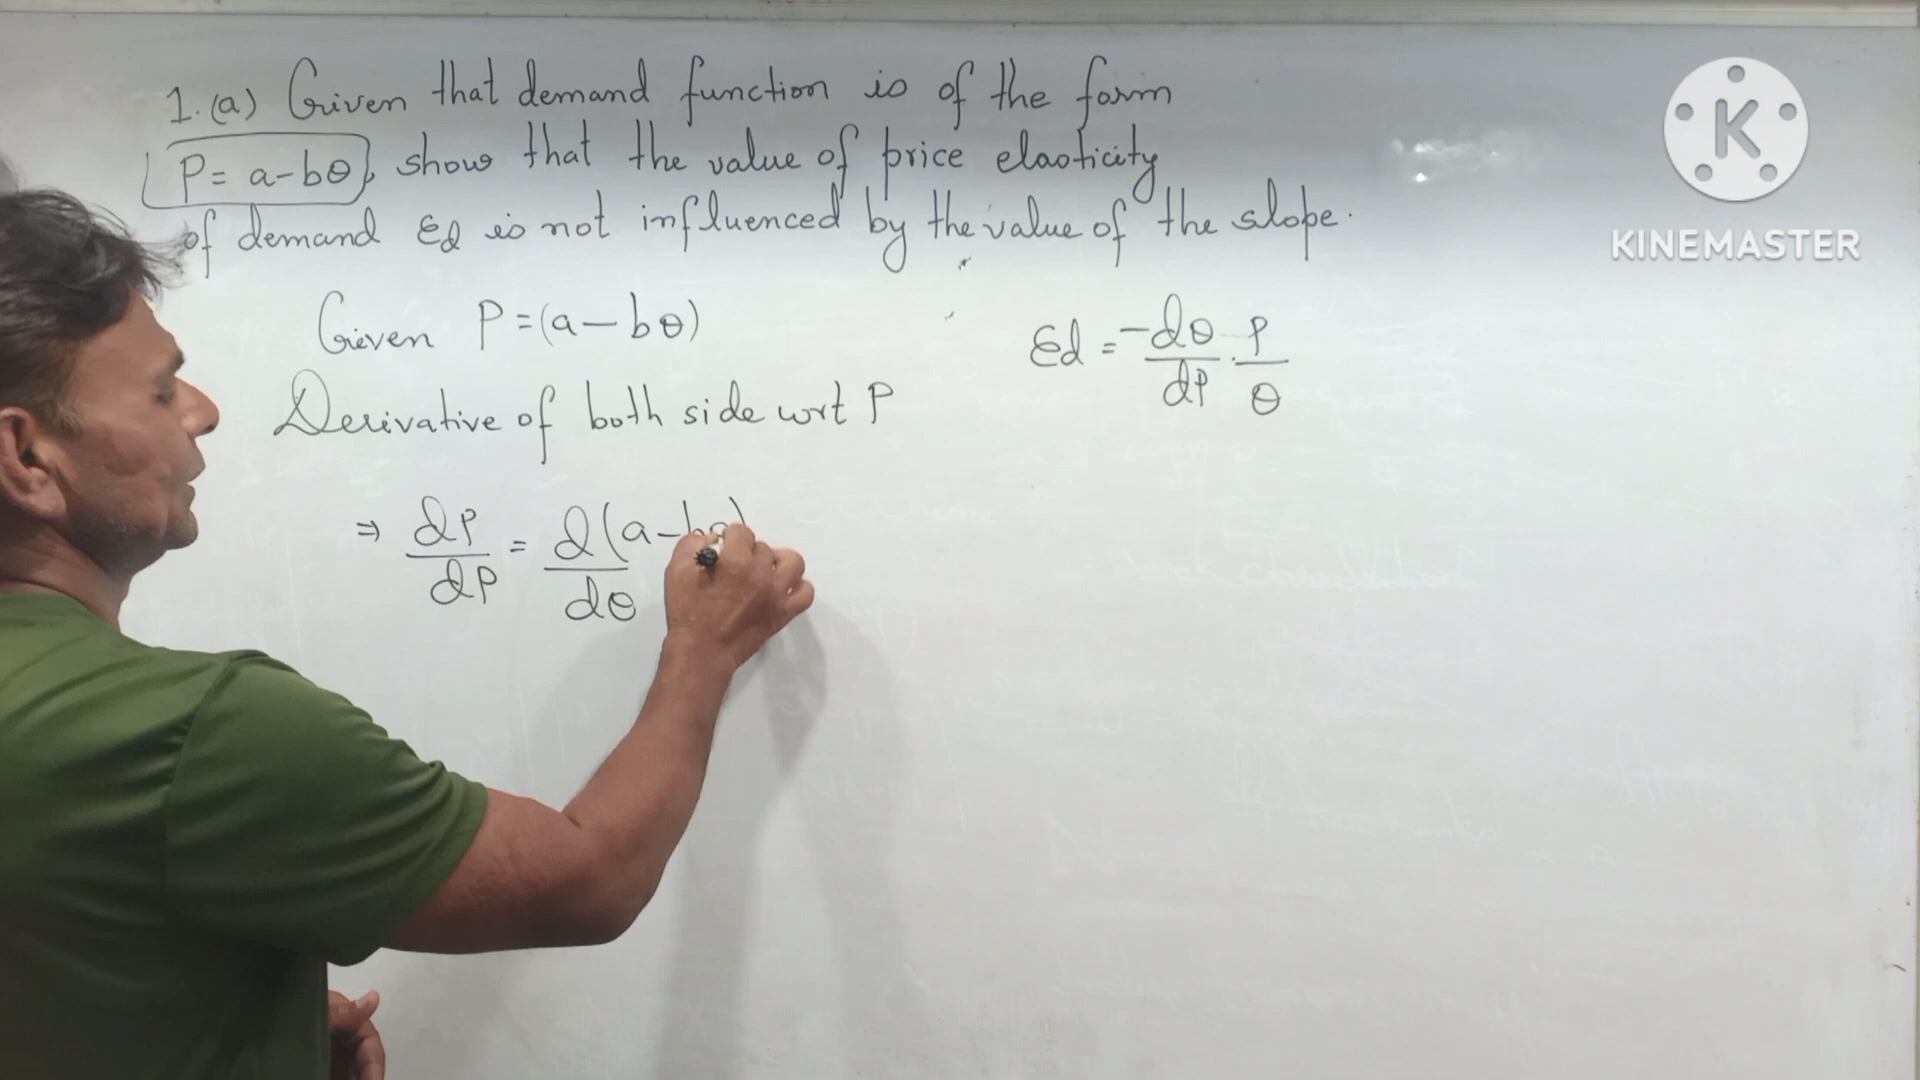 1. (a) Given that demand function is of the form
P = a - bθ, show that the value of price elasticity
of demand Ed is not influenced by the value of the slope.
Given P = (a - bθ)
Derivative of both side wrt P
⇒ dP/dP = d(a - bθ)/dθ
Ed = -dθ/dP · P/θ
K
KINEMASTER